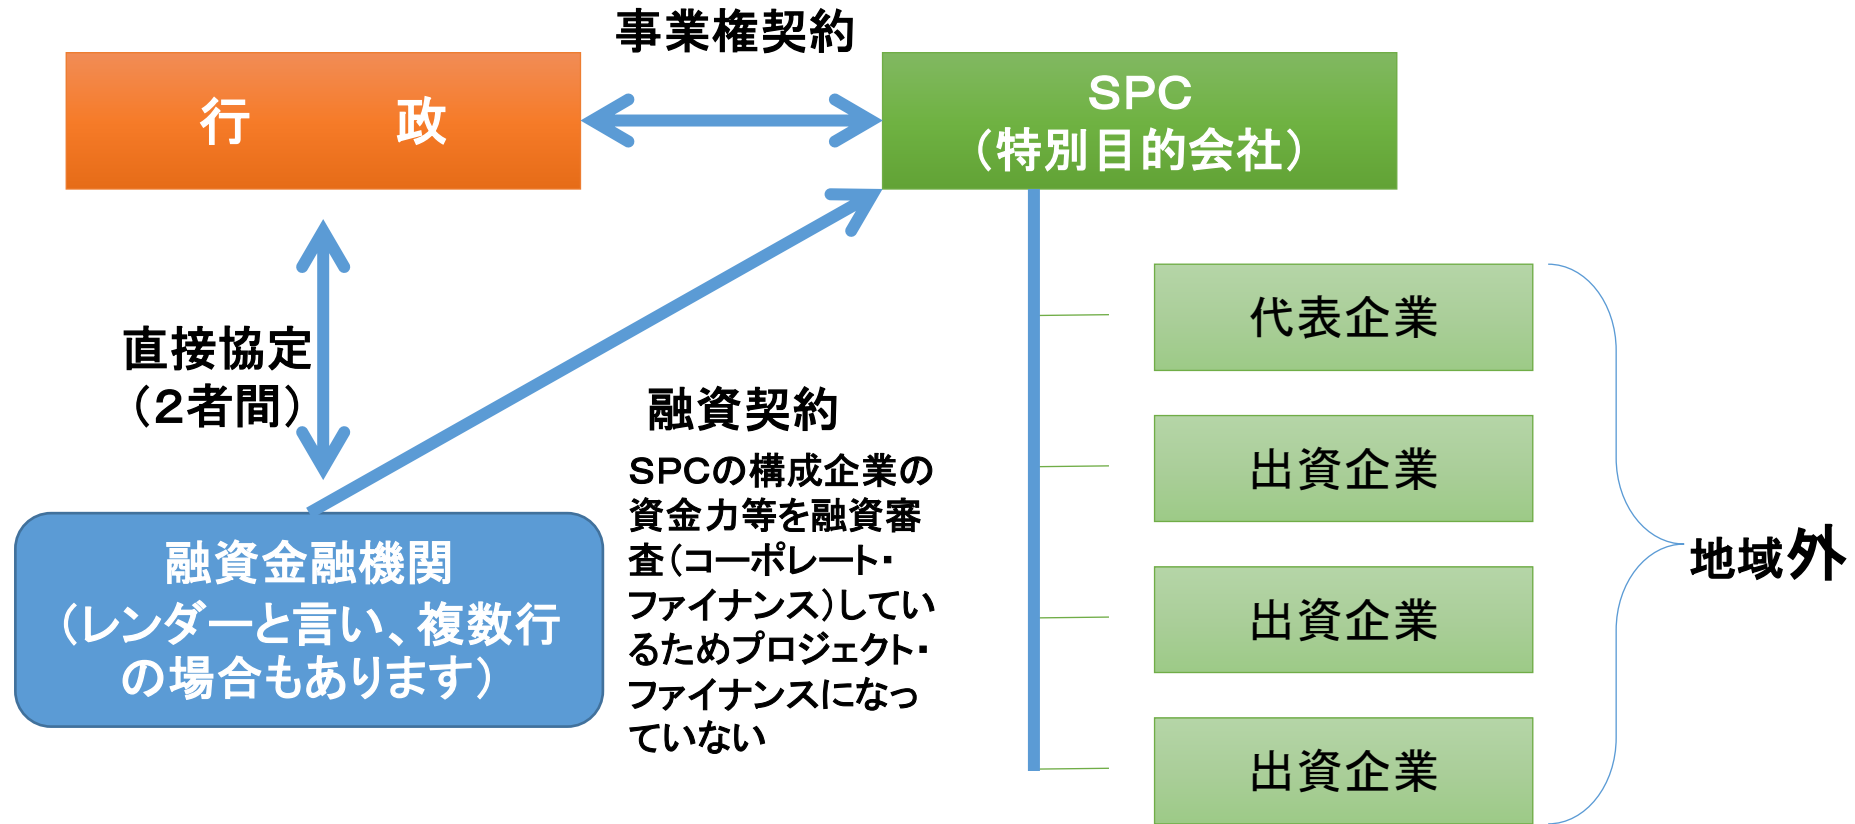 事業権契約
行　　　政
SPC
（特別目的会社）
直接協定
（２者間）
融資契約
SPCの構成企業の
資金力等を融資審
査（コーポレート・
ファイナンス）してい
るためプロジェクト・
ファイナンスになっ
ていない
融資金融機関
（レンダーと言い、複数行
の場合もあります）
代表企業
出資企業
出資企業
出資企業
地域外